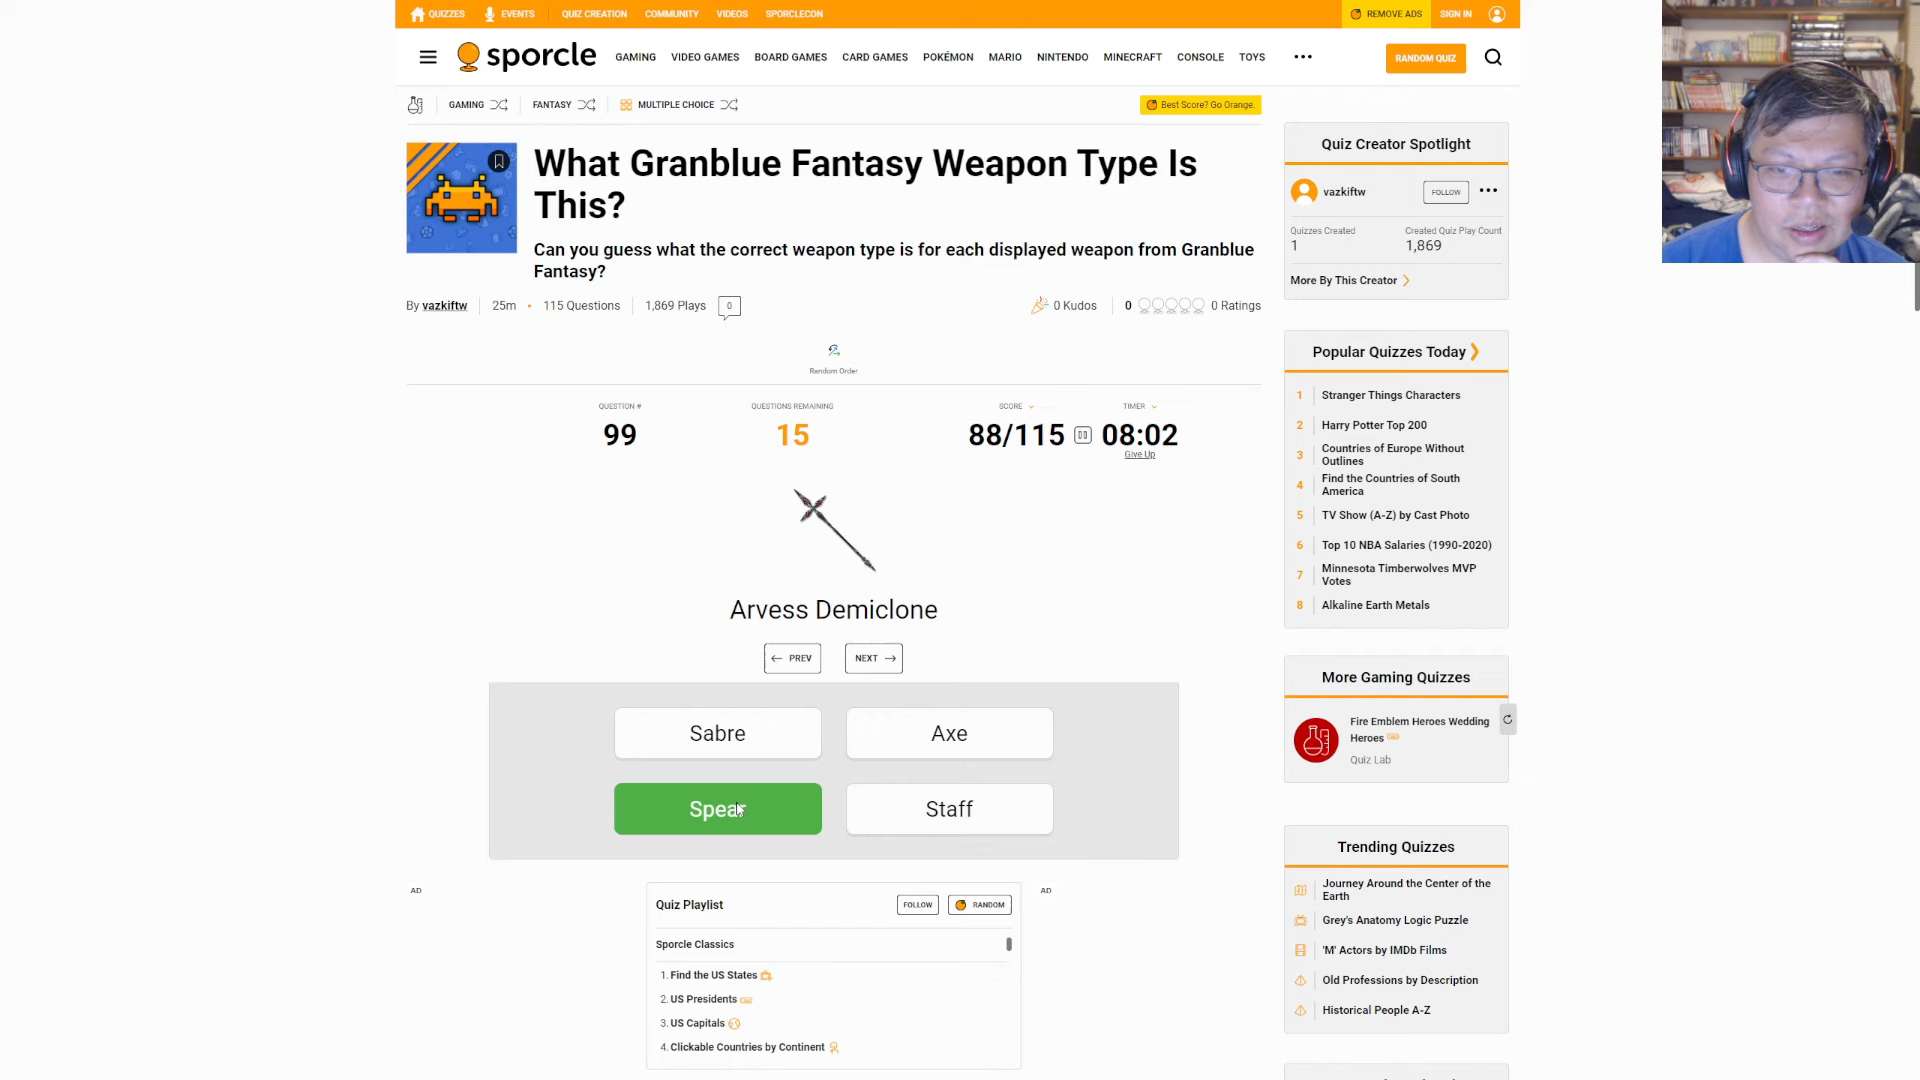 QUIZZES EVENTS QUIZ CREATION COMMUNITY VIDEOS SPORCLECON REMOVE ADS SIGN IN
sporcle GAMING VIDEO GAMES BOARD GAMES CARD GAMES POKÉMON MARIO NINTENDO MINECRAFT CONSOLE TOYS ••• RANDOM QUIZ
GAMING FANTASY MULTIPLE CHOICE Best Score? Go Orange.
What Granblue Fantasy Weapon Type Is
This?
Can you guess what the correct weapon type is for each displayed weapon from Granblue
Fantasy?
By vazkiftw 25m • 115 Questions 1,869 Plays 0 0 Kudos 0 0 Ratings
Random Order
QUESTION # QUESTIONS REMAINING SCORE TIMER
99 15 88/115 08:02
Give Up
Arvess Demiclone
← PREV NEXT →
Sabre Axe
Spear Staff
AD AD
Quiz Playlist FOLLOW RANDOM
Sporcle Classics
1. Find the US States
2. US Presidents
3. US Capitals
4. Clickable Countries by Continent
Quiz Creator Spotlight
vazkiftw FOLLOW •••
Quizzes Created Created Quiz Play Count
1 1,869
More By This Creator
Popular Quizzes Today
1 Stranger Things Characters
2 Harry Potter Top 200
3 Countries of Europe Without
Outlines
4 Find the Countries of South
America
5 TV Show (A-Z) by Cast Photo
6 Top 10 NBA Salaries (1990-2020)
7 Minnesota Timberwolves MVP
Votes
8 Alkaline Earth Metals
More Gaming Quizzes
Fire Emblem Heroes Wedding
Heroes
Quiz Lab
Trending Quizzes
Journey Around the Center of the
Earth
Grey's Anatomy Logic Puzzle
'M' Actors by IMDb Films
Old Professions by Description
Historical People A-Z